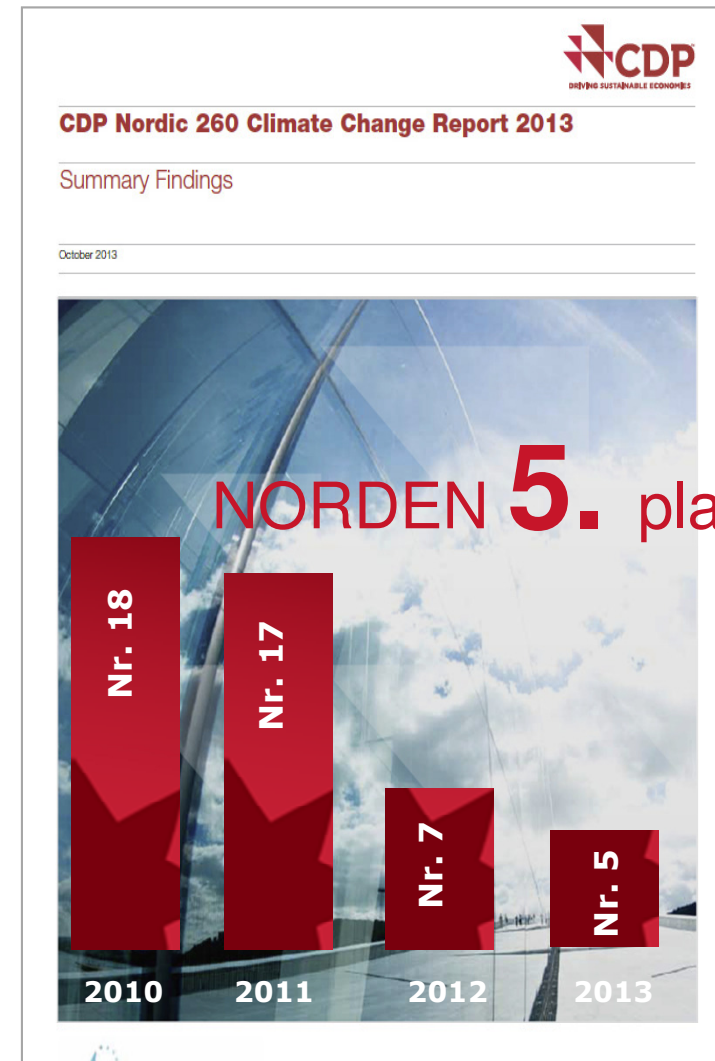 CDP
DRIVING SUSTAINABLE ECONOMIES
CDP Nordic 260 Climate Change Report 2013
Summary Findings
October 2013
NORDEN 5. pla
Nr. 18
Nr. 17
Nr. 7
Nr. 5
2010 2011 2012 2013